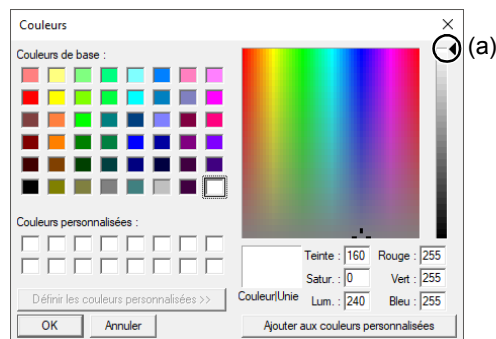 Couleurs
(a)
Couleurs de base :
Couleurs personnalisées :
Définir les couleurs personnalisées >>
OK Annuler
Couleur|Unie
Teinte : 160 Rouge : 255
Satur. : 0 Vert : 255
Lum. : 240 Bleu : 255
Ajouter aux couleurs personnalisées